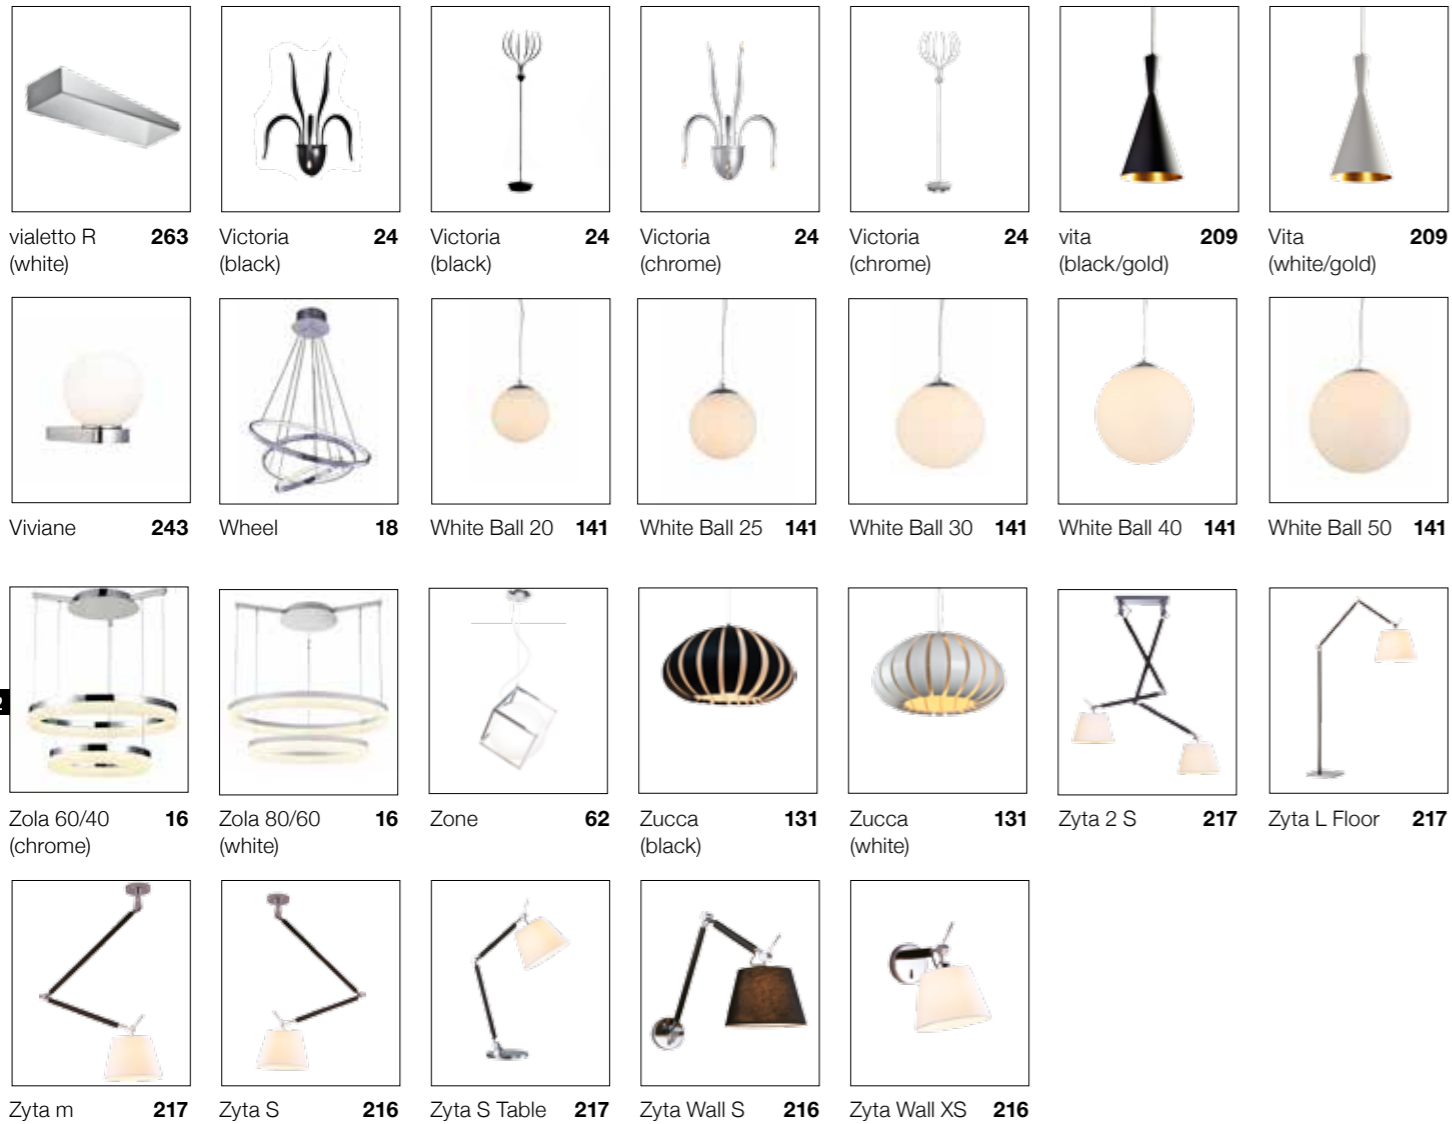 vialetto R 263
(white)
Victoria 24
(black)
Victoria 24
(black)
Victoria 24
(chrome)
Victoria 24
(chrome)
vita 209
(black/gold)
Vita 209
(white/gold)
Viviane 243
Wheel 18
White Ball 20 141
White Ball 25 141
White Ball 30 141
White Ball 40 141
White Ball 50 141
Zola 60/40 16
(chrome)
Zola 80/60 16
(white)
Zone 62
Zucca 131
(black)
Zucca 131
(white)
Zyta 2 S 217
Zyta L Floor 217
Zyta m 217
Zyta S 216
Zyta S Table 217
Zyta Wall S 216
Zyta Wall XS 216